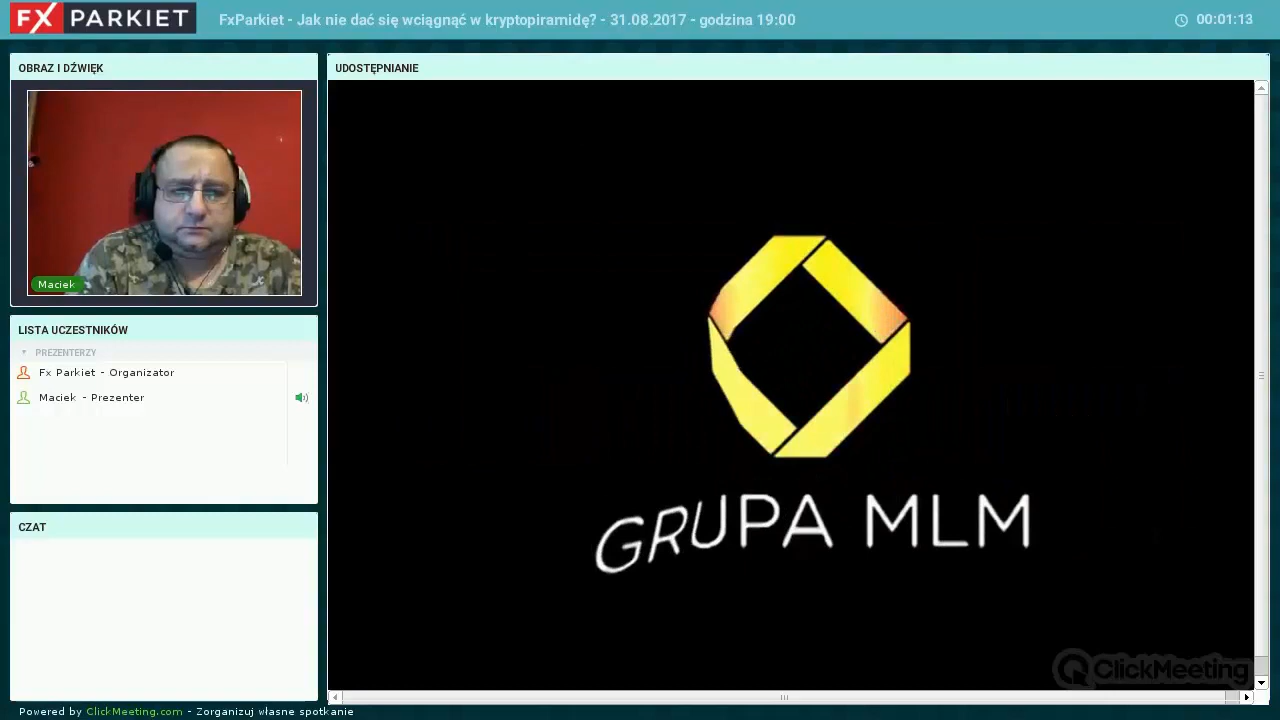 FX PARKIET
FxParkiet - Jak nie dać się wciągnąć w kryptopiramidę? - 31.08.2017 - godzina 19:00
00:01:13
OBRAZ I DŹWIĘK
Maciek
LISTA UCZESTNIKÓW
PREZENTERZY
Fx Parkiet - Organizator
Maciek - Prezenter
CZAT
UDOSTĘPNIANIE
GRUPA MLM
ClickMeeting
Powered by ClickMeeting.com - Zorganizuj własne spotkanie